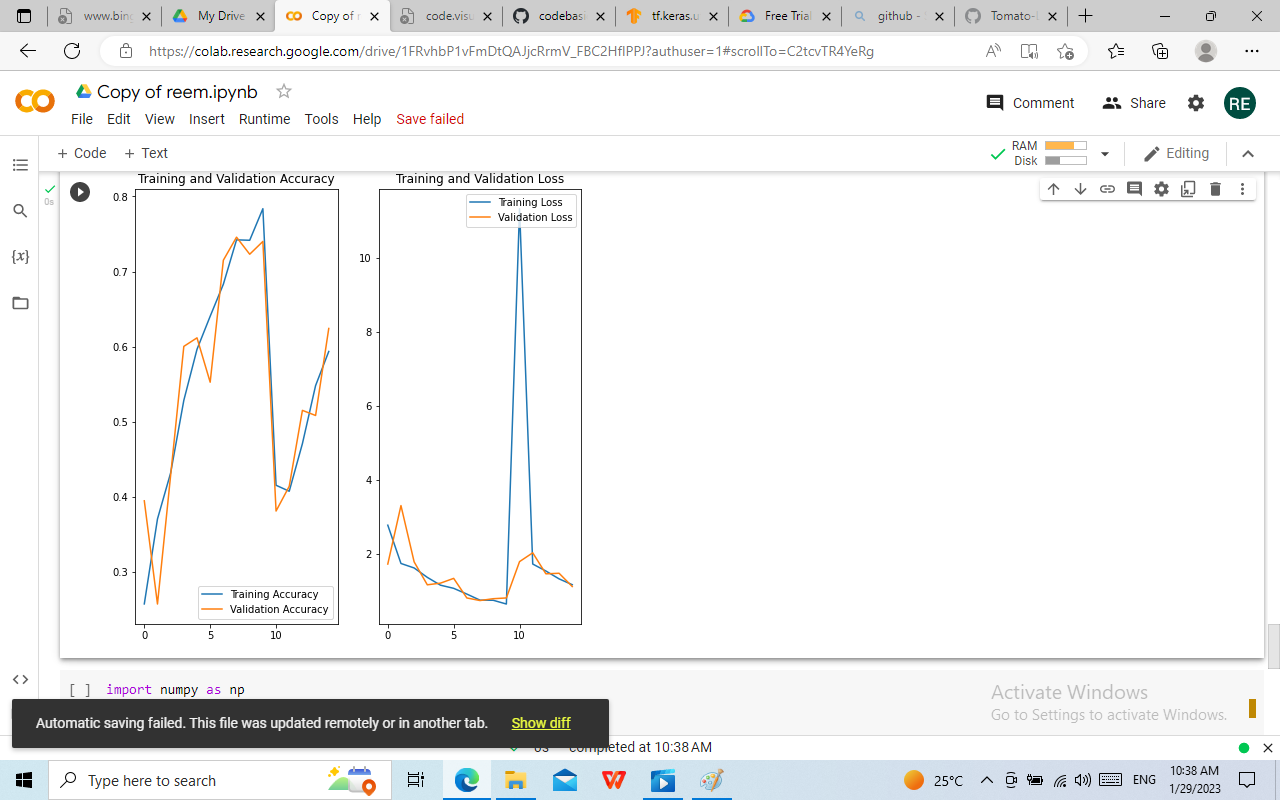 www.bing
My Drive
Copy of r
code.visu
codebasi
tf.keras.u
Free Trial
github -
Tomato-
https://colab.research.google.com/drive/1FRvhbP1vFmDtQAJjcRrmV_FBC2HflPPJ?authuser=1#scrollTo=C2tcvTR4YeRg
Copy of reem.ipynb
Comment
Share
RE
File Edit View Insert Runtime Tools Help Save failed
+ Code + Text
RAM
Disk
Editing
0s
Training and Validation Accuracy
0.8
0.7
0.6
0.5
0.4
0.3
0 5 10
Training Accuracy
Validation Accuracy
Training and Validation Loss
Training Loss
Validation Loss
10
8
6
4
2
0 5 10
{x}
[ ] import numpy as np
Automatic saving failed. This file was updated remotely or in another tab. Show diff
Activate Windows
Go to Settings to activate Windows.
0s completed at 10:38 AM
Type here to search
25°C
ENG
10:38 AM
1/29/2023